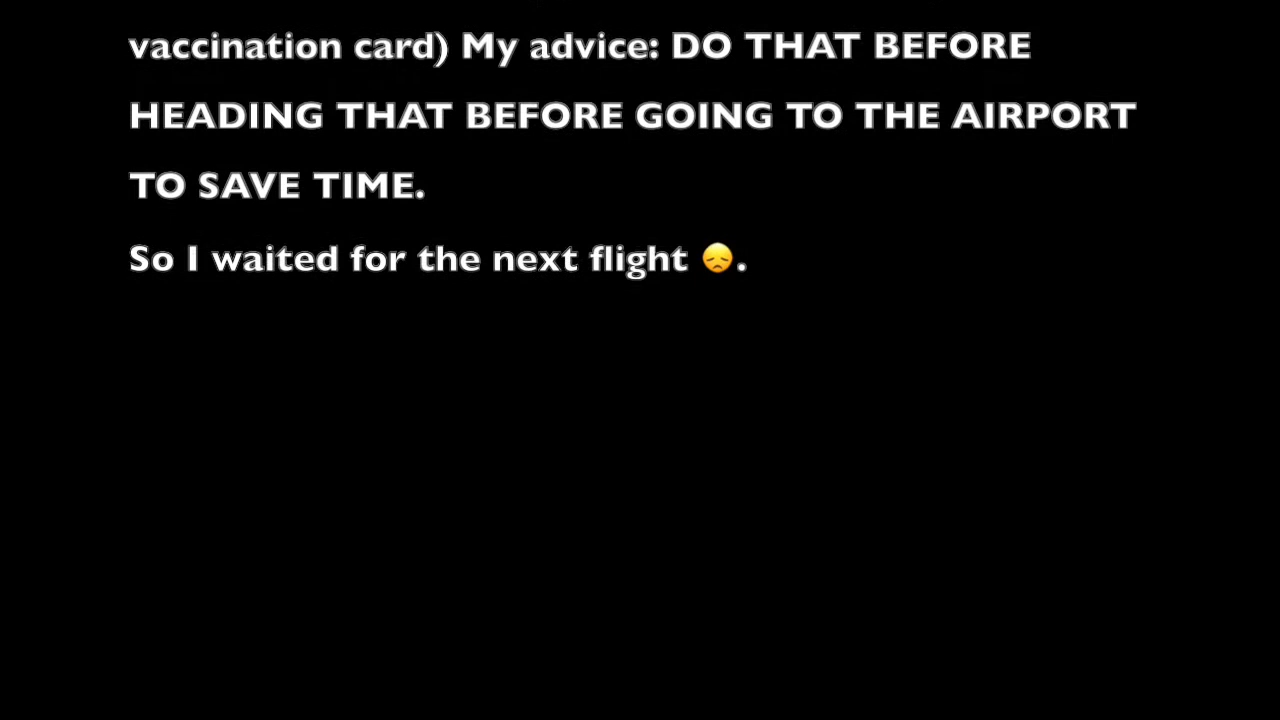 vaccination card) My advice: DO THAT BEFORE
HEADING THAT BEFORE GOING TO THE AIRPORT
TO SAVE TIME.
So I waited for the next flight 😞.